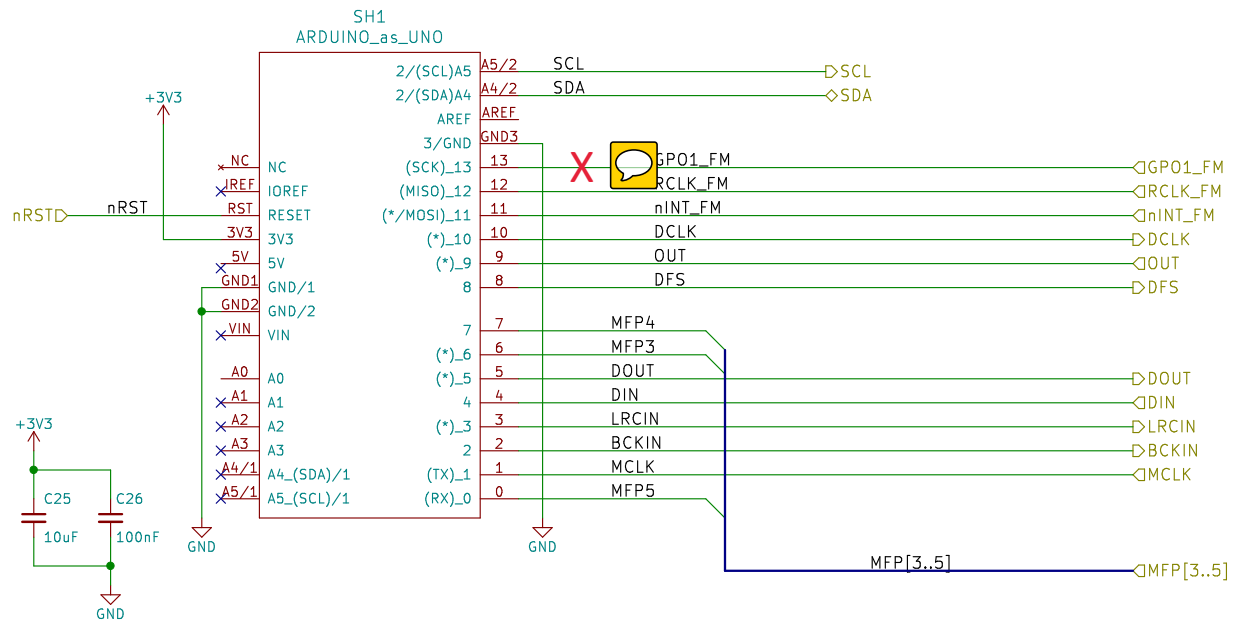 SH1
ARDUINO_as_UNO
2/(SCL)A5 A5/2 SCL SCL
2/(SDA)A4 A4/2 SDA SDA
+3V3
AREF AREF
3/GND GND3
NC NC (SCK)_13 13 X GPO1_FM GPO1_FM
IREF IOREF (MISO)_12 12 RCLK_FM RCLK_FM
nRST nRST RST RESET (*/MOSI)_11 11 nINT_FM nINT_FM
3V3 3V3 (*)_10 10 DCLK DCLK
5V 5V (*)_9 9 OUT OUT
GND1 GND/1 8 8 DFS DFS
GND2 GND/2
VIN VIN 7 7 MFP4
(*)_6 6 MFP3
A0 A0 (*)_5 5 DOUT DOUT
A1 A1 4 4 DIN DIN
+3V3 A2 A2 (*)_3 3 LRCIN LRCIN
A3 A3 2 2 BCKIN BCKIN
A4/1 A4_(SDA)/1 (TX)_1 1 MCLK MCLK
C25 C26 A5/1 A5_(SCL)/1 (RX)_0 0 MFP5
10uF 100nF
GND GND
MFP[3..5] MFP[3..5]
GND